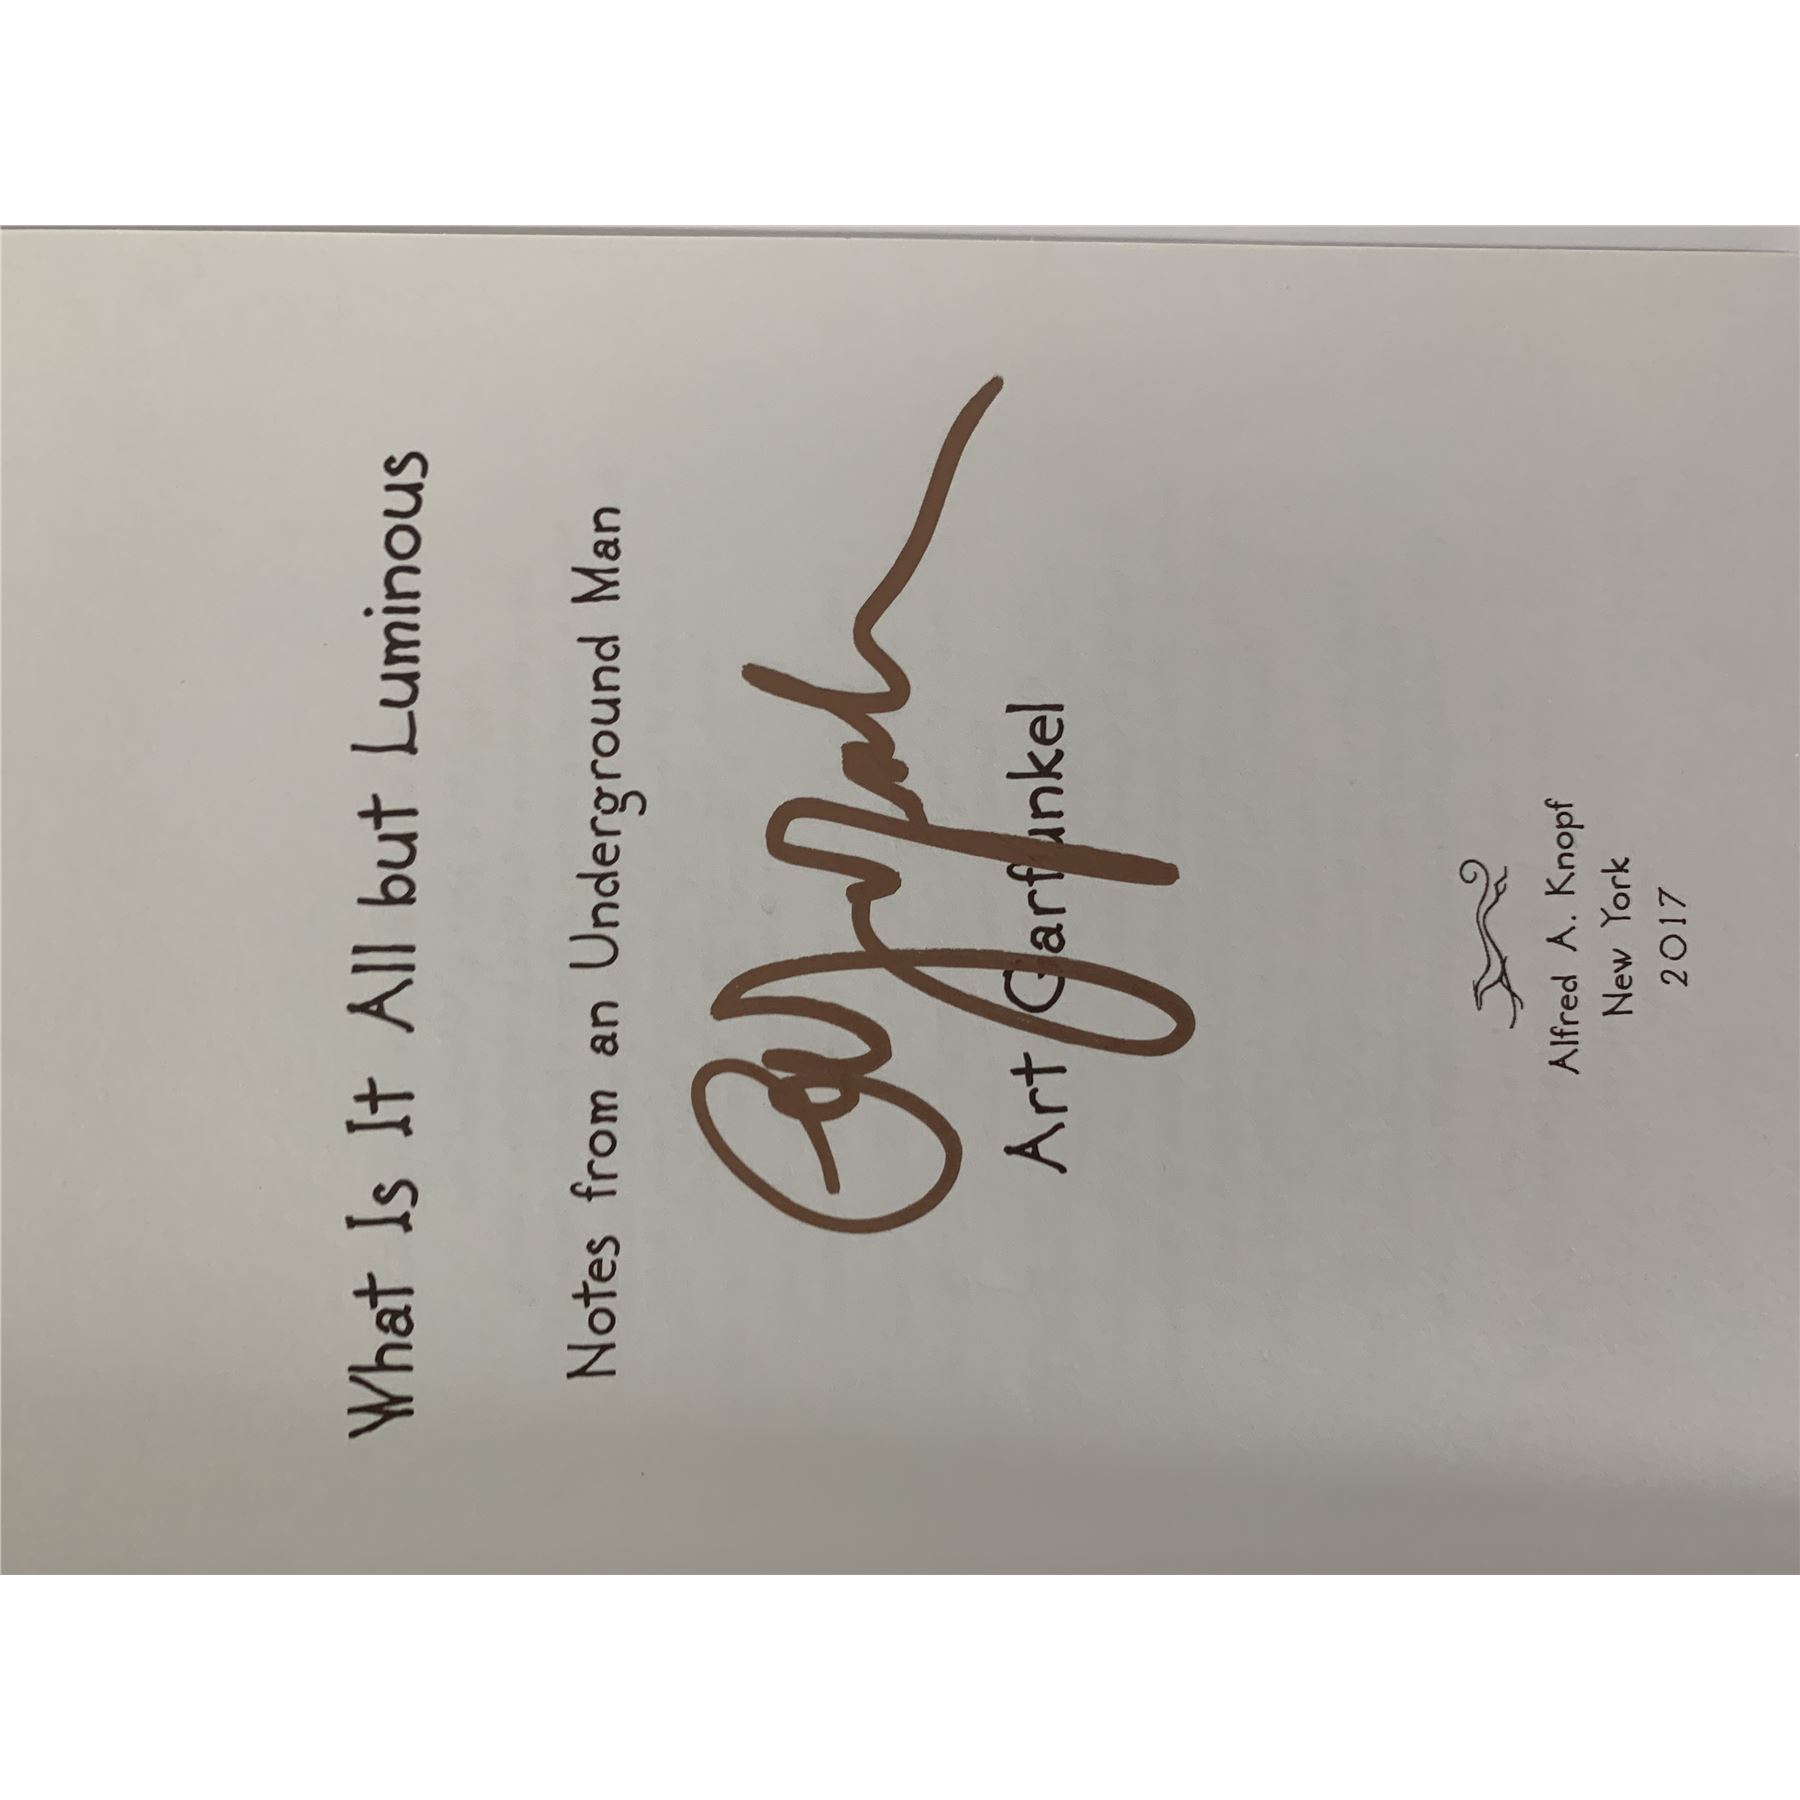 What Is It All but Luminous
Notes from an Underground Man
Art Garfunkel
Alfred A. Knopf
New York
2017